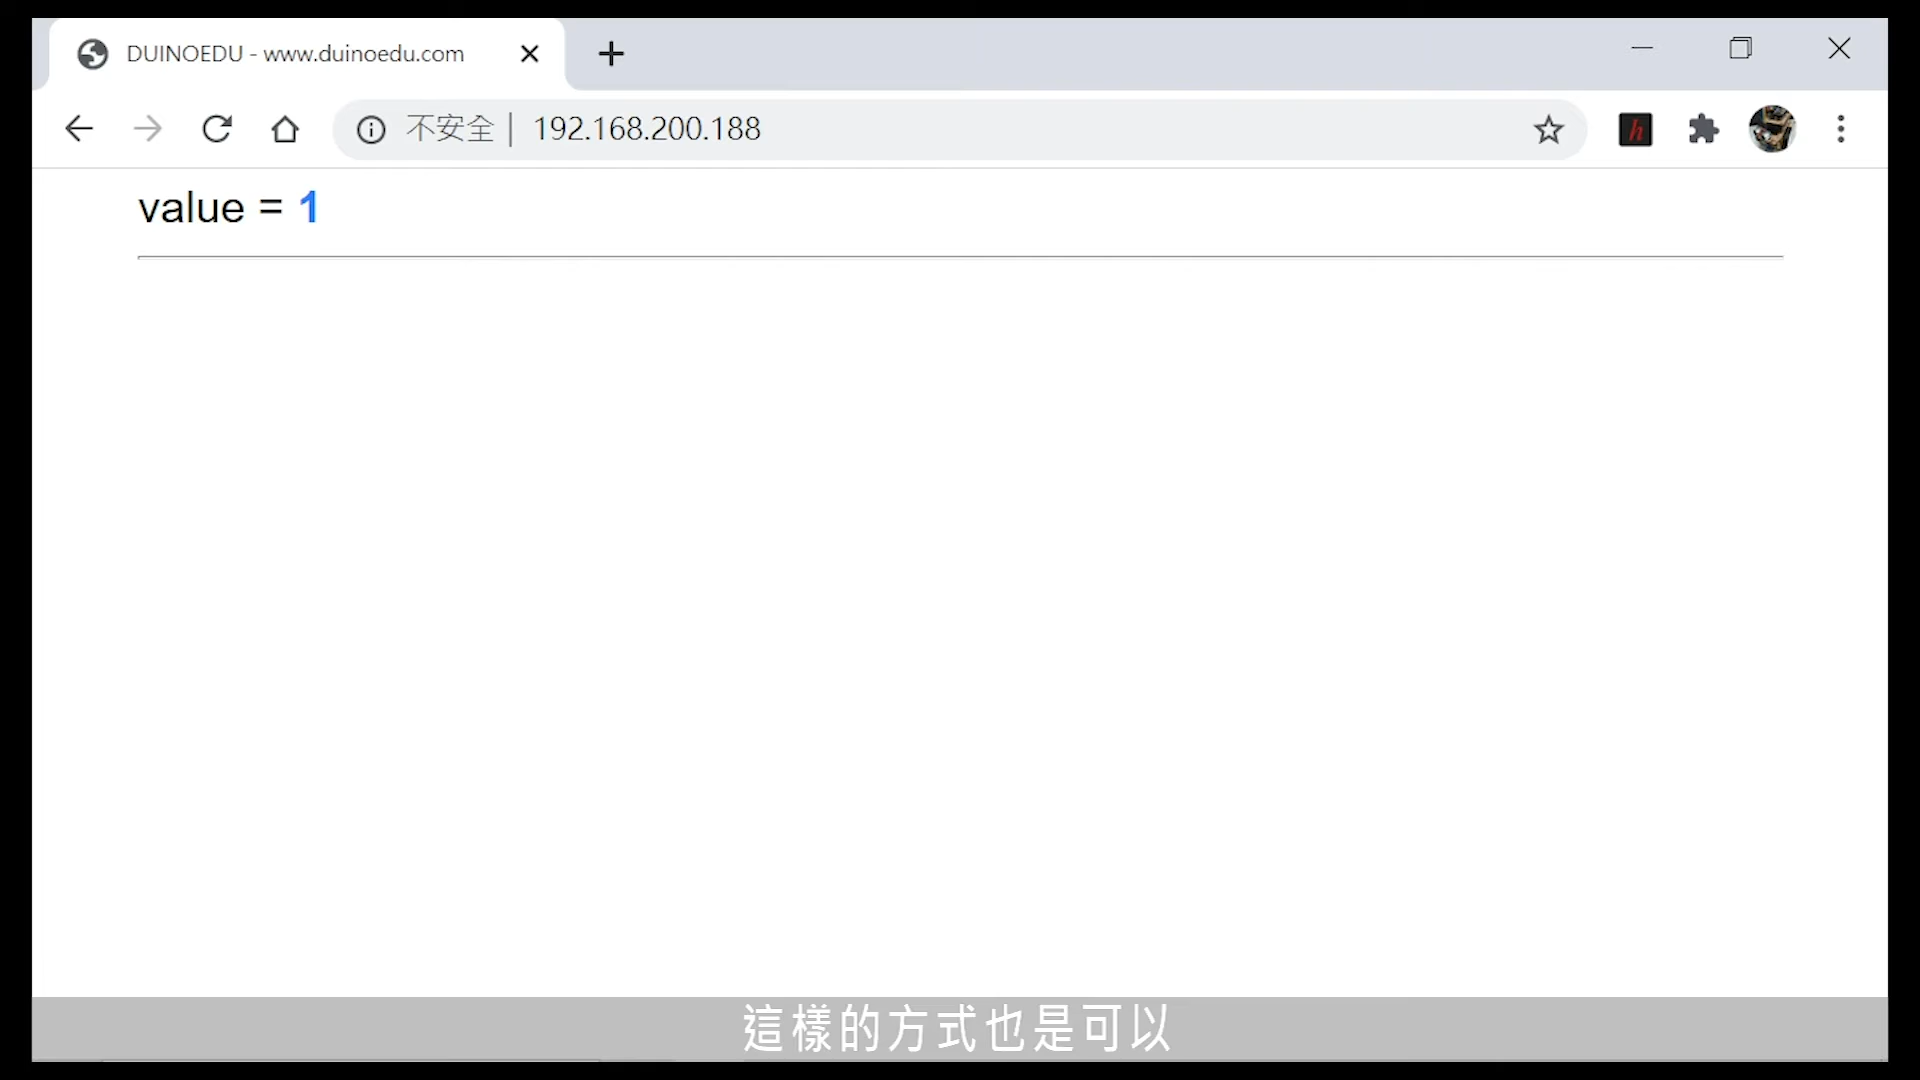 DUINOEDU - www.duinoedu.com
不安全 | 192.168.200.188
h
value = 1
這樣的方式也是可以